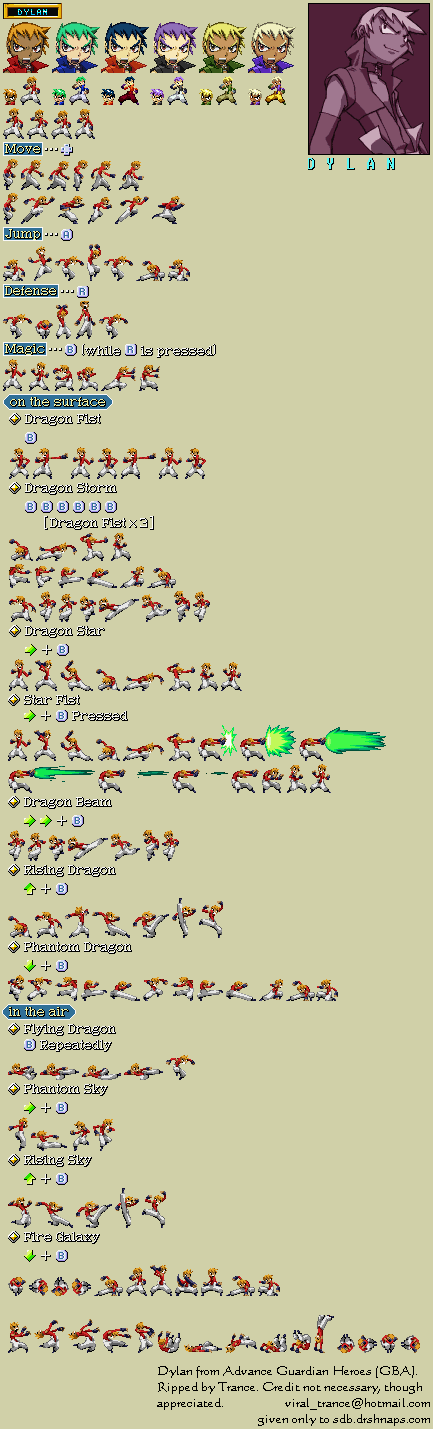 DYLAN
DYLAN
Move ...
Jump ... A
Defense ... R
Magic ... B (while R is pressed)
on the surface
Dragon Fist
B
Dragon Storm
B B B B B B
[Dragon Fist x 3]
Dragon Star
→ + B
Star Fist
→ + B Pressed
Dragon Beam
→ → + B
Rising Dragon
↑ + B
Phantom Dragon
↓ + B
in the air
Flying Dragon
B Repeatedly
Phantom Sky
→ + B
Rising Sky
↑ + B
Fire Galaxy
↓ + B
Dylan from Advance Guardian Heroes (GBA).
Ripped by Trance. Credit not necessary, though
appreciated. viral_trance@hotmail.com
given only to sdb.drshnaps.com